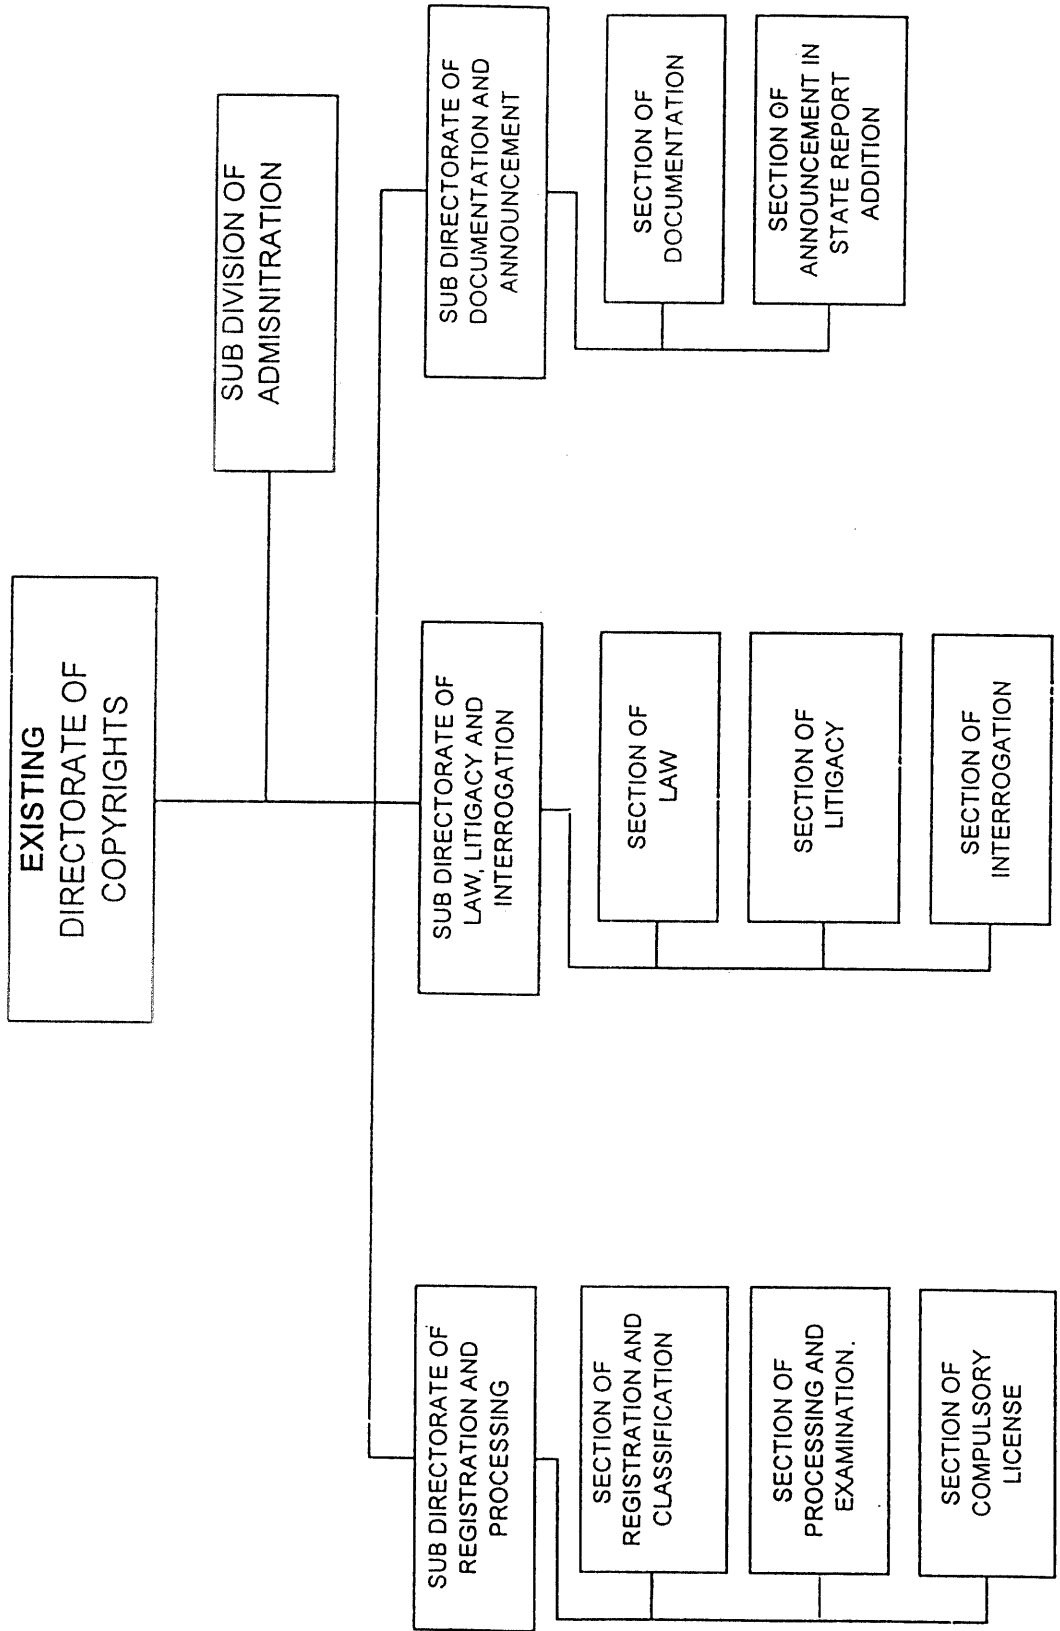 EXISTING
DIRECTORATE OF
COPYRIGHTS
SUB DIVISION OF
ADMISNITRATION
SUB DIRECTORATE OF
REGISTRATION AND
PROCESSING
SECTION OF
REGISTRATION AND
CLASSIFICATION
SECTION OF
PROCESSING AND
EXAMINATION.
SECTION OF
COMPULSORY
LICENSE
SUB DIRECTORATE OF
LAW, LITIGACY AND
INTERROGATION
SECTION OF
LAW
SECTION OF
LITIGACY
SECTION OF
INTERROGATION
SUB DIRECTORATE OF
DOCUMENTATION AND
ANNOUNCEMENT
SECTION OF
DOCUMENTATION
SECTION OF
ANNOUNCEMENT IN
STATE REPORT
ADDITION